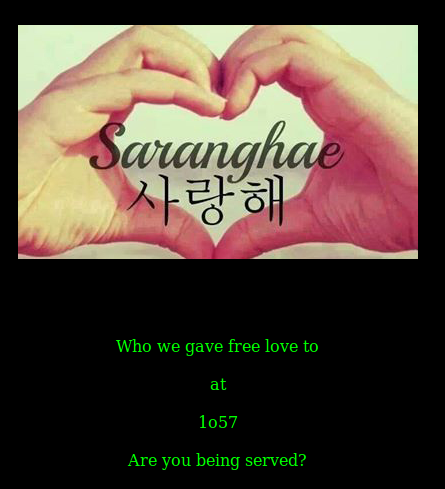 Saranghae
사랑해
Who we gave free love to
at
1o57
Are you being served?